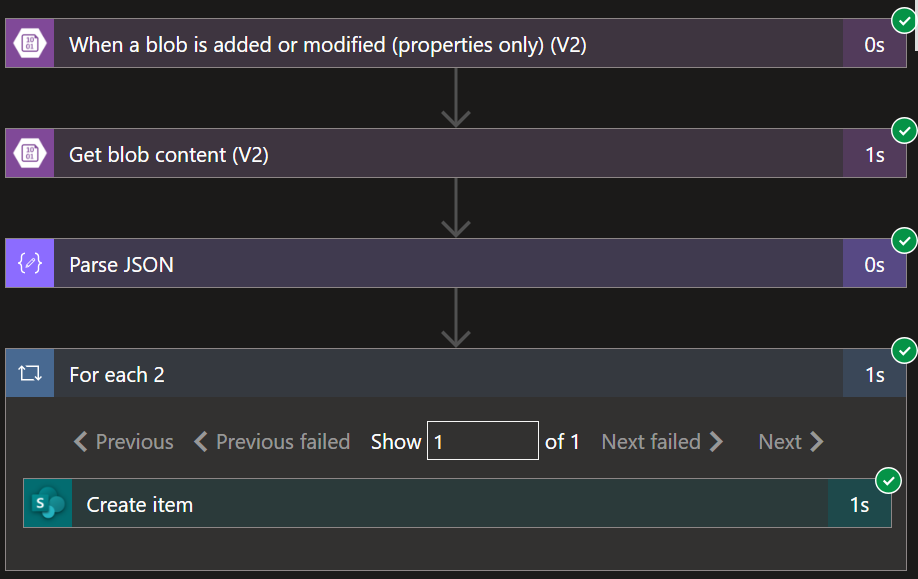 When a blob is added or modified (properties only) (V2) 0s
Get blob content (V2) 1s
Parse JSON 0s
For each 2 1s
Previous Previous failed Show 1 of 1 Next failed Next
S Create item 1s